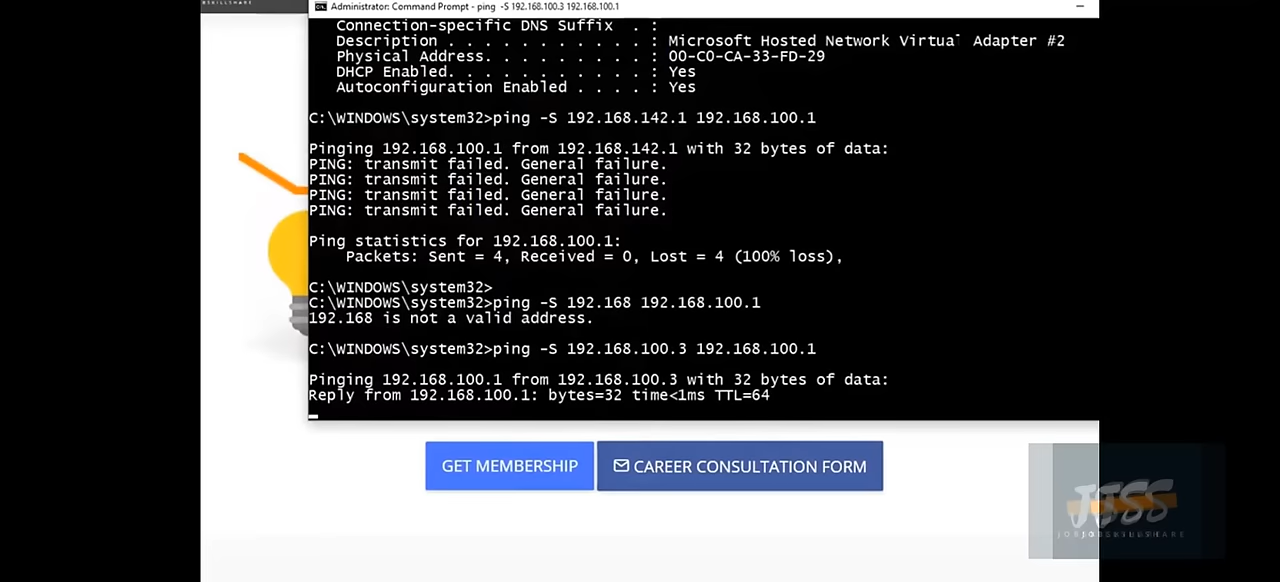 Administrator: Command Prompt - ping -S 192.168.100.3 192.168.100.1
Connection-specific DNS Suffix . :
Description . . . . . . . . . . . : Microsoft Hosted Network Virtual Adapter #2
Physical Address. . . . . . . . . : 00-C0-CA-33-FD-29
DHCP Enabled. . . . . . . . . . . : Yes
Autoconfiguration Enabled . . . . : Yes
C:\WINDOWS\system32>ping -S 192.168.142.1 192.168.100.1
Pinging 192.168.100.1 from 192.168.142.1 with 32 bytes of data:
PING: transmit failed. General failure.
PING: transmit failed. General failure.
PING: transmit failed. General failure.
PING: transmit failed. General failure.
Ping statistics for 192.168.100.1:
Packets: Sent = 4, Received = 0, Lost = 4 (100% loss),
C:\WINDOWS\system32>
C:\WINDOWS\system32>ping -S 192.168 192.168.100.1
192.168 is not a valid address.
C:\WINDOWS\system32>ping -S 192.168.100.3 192.168.100.1
Pinging 192.168.100.1 from 192.168.100.3 with 32 bytes of data:
Reply from 192.168.100.1: bytes=32 time<1ms TTL=64
GET MEMBERSHIP
CAREER CONSULTATION FORM